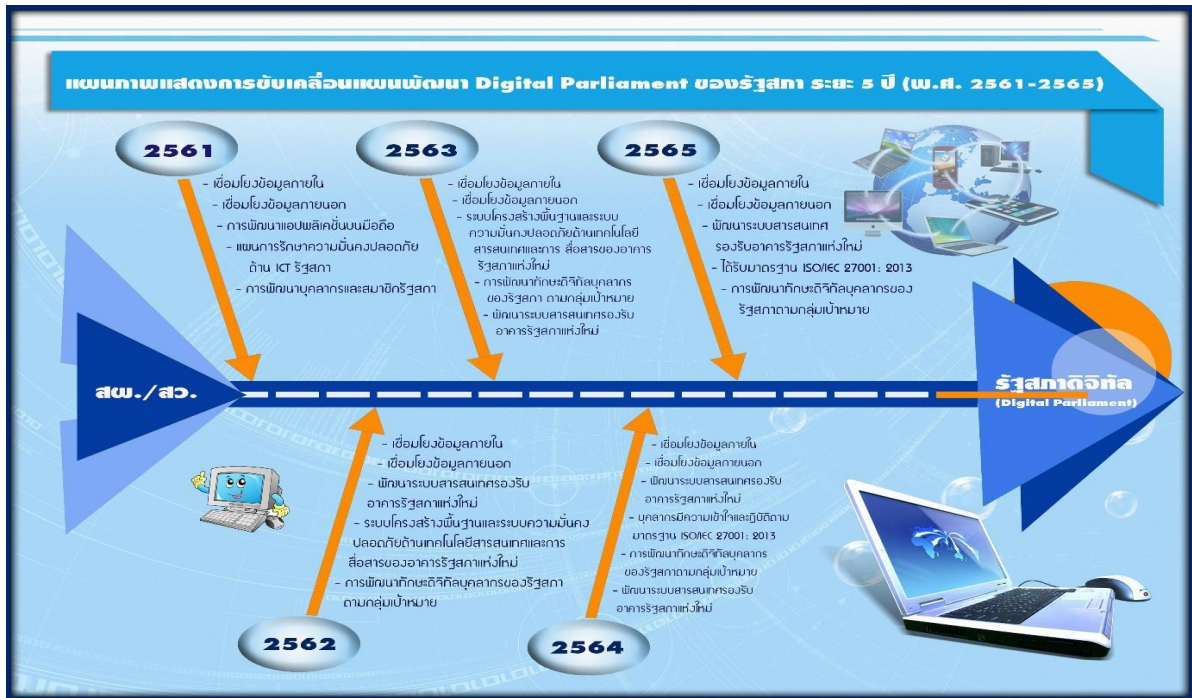 แผนภาพแสดงการขับเคลื่อนแผนพัฒนา Digital Parliament ของรัฐสภา ระยะ 5 ปี (พ.ศ. 2561-2565)
2561
- เชื่อมโยงข้อมูลภายใน
- เชื่อมโยงข้อมูลภายนอก
- การพัฒนาแอปพลิเคชั่นบนมือถือ
- แผนการรักษาความมั่นคงปลอดภัย
ด้าน ICT รัฐสภา
- การพัฒนาบุคลากรและสมาชิกรัฐสภา
2563
- เชื่อมโยงข้อมูลภายใน
- เชื่อมโยงข้อมูลภายนอก
- ระบบโครงสร้างพื้นฐานและระบบ
ความมั่นคงปลอดภัยด้านเทคโนโลยี
สารสนเทศและการ สื่อสารของอาคาร
รัฐสภาแห่งใหม่
- การพัฒนาทักษะดิจิทัลบุคลากร
ของรัฐสภา ตามกลุ่มเป้าหมาย
- พัฒนาระบบสารสนเทศรองรับ
อาคารรัฐสภาแห่งใหม่
2565
- เชื่อมโยงข้อมูลภายใน
- เชื่อมโยงข้อมูลภายนอก
- พัฒนาระบบสารสนเทศ
รองรับอาคารรัฐสภาแห่งใหม่
- ได้รับมาตรฐาน ISO/IEC 27001: 2013
- การพัฒนาทักษะดิจิทัลบุคลากรของ
รัฐสภาตามกลุ่มเป้าหมาย
สผ./สว.
รัฐสภาดิจิทัล
(Digital Parliament)
- เชื่อมโยงข้อมูลภายใน
- เชื่อมโยงข้อมูลภายนอก
- พัฒนาระบบสารสนเทศรองรับ
อาคารรัฐสภาแห่งใหม่
- ระบบโครงสร้างพื้นฐานและระบบความมั่นคง
ปลอดภัยด้านเทคโนโลยีสารสนเทศและการ
สื่อสารของอาคารรัฐสภาแห่งใหม่
- การพัฒนาทักษะดิจิทัลบุคลากรของรัฐสภา
ตามกลุ่มเป้าหมาย
2562
- เชื่อมโยงข้อมูลภายใน
- เชื่อมโยงข้อมูลภายนอก
- พัฒนาระบบสารสนเทศรองรับ
อาคารรัฐสภาแห่งใหม่
- บุคลากรมีความเข้าใจและปฏิบัติตาม
มาตรฐาน ISO/IEC 27001: 2013
- การพัฒนาทักษะดิจิทัลบุคลากร
ของรัฐสภาตามกลุ่มเป้าหมาย
- พัฒนาระบบสารสนเทศรองรับ
อาคารรัฐสภาแห่งใหม่
2564